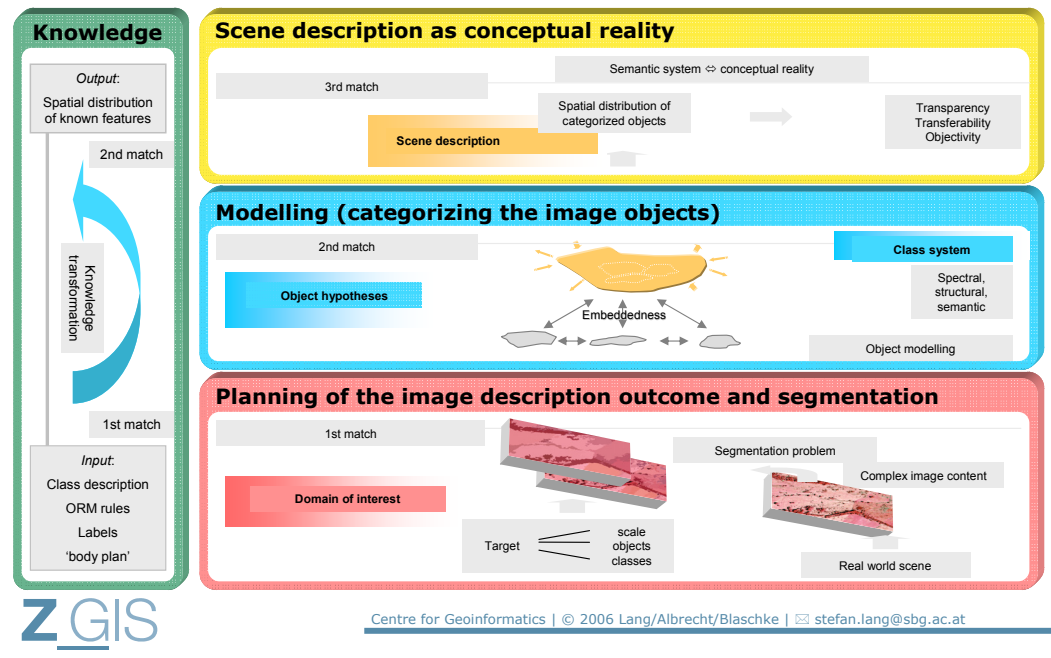 Knowledge
Output:
Spatial distribution
of known features
2nd match
Knowledge
transformation
1st match
Input:
Class description
ORM rules
Labels
‘body plan’
Scene description as conceptual reality
Semantic system ⇔ conceptual reality
3rd match
Spatial distribution of
categorized objects
Transparency
Transferability
Objectivity
Scene description
Modelling (categorizing the image objects)
2nd match
Class system
Spectral,
structural,
semantic
Object hypotheses
Embeddedness
Object modelling
Planning of the image description outcome and segmentation
1st match
Segmentation problem
Complex image content
Domain of interest
Target
scale
objects
classes
Real world scene
Z GIS
Centre for Geoinformatics | © 2006 Lang/Albrecht/Blaschke | ✉ stefan.lang@sbg.ac.at